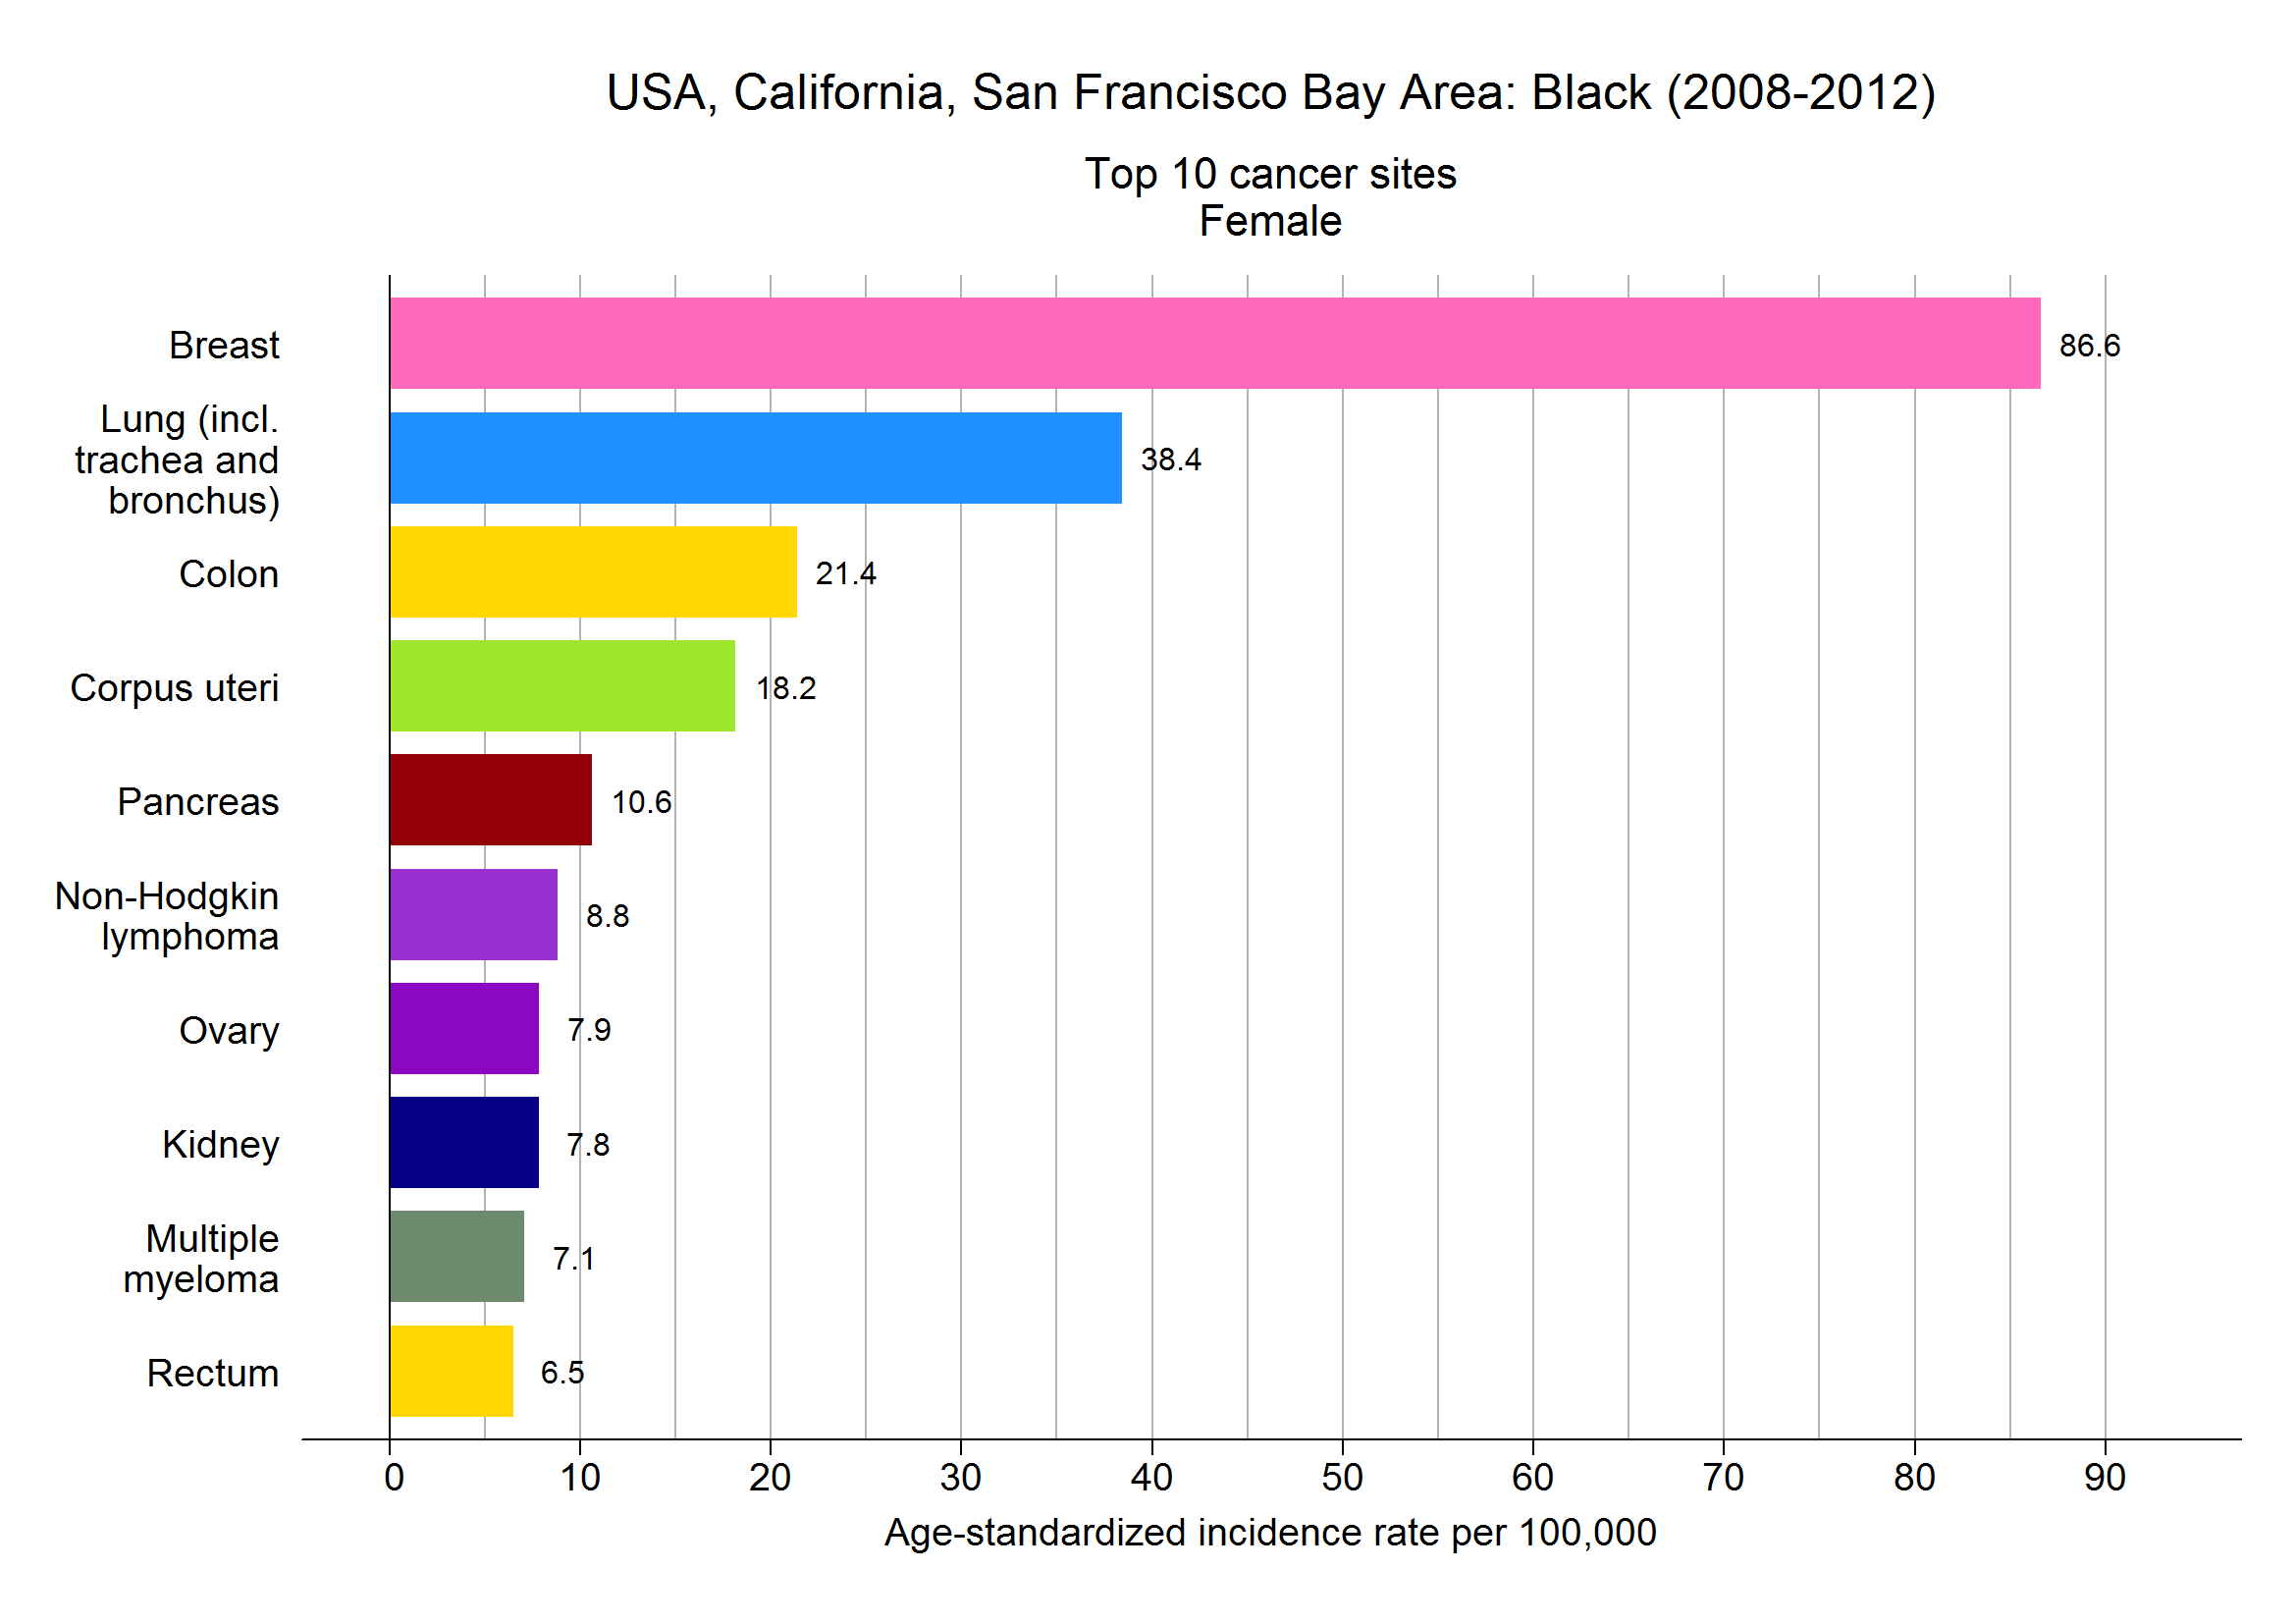 USA, California, San Francisco Bay Area: Black (2008-2012)
Top 10 cancer sites
Female
Breast
86.6
Lung (incl.
trachea and
bronchus)
38.4
Colon
21.4
Corpus uteri
18.2
Pancreas
10.6
Non-Hodgkin
lymphoma
8.8
Ovary
7.9
Kidney
7.8
Multiple
myeloma
7.1
Rectum
6.5
0 10 20 30 40 50 60 70 80 90
Age-standardized incidence rate per 100,000